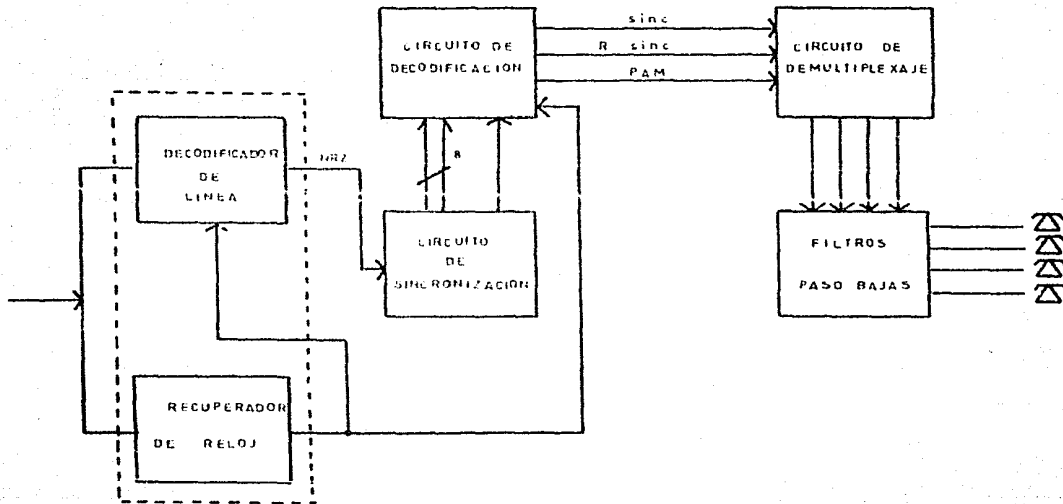 CIRCUITO DE
DECODIFICACION
sinc
R sinc
PAM
CIRCUITO DE
DEMULTIPLEXAJE
DECODIFICADOR
DE
LINEA
NRZ
8
CIRCUITO
DE
SINCRONIZACIÓN
FILTROS
PASO BAJAS
RECUPERADOR
DE RELOJ